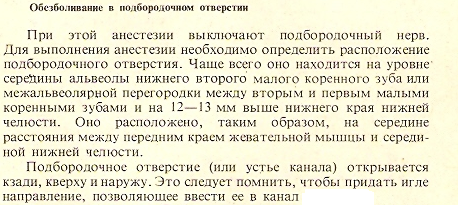 Обезболивание в подбородочном отверстии
При этой анестезии выключают подбородочный нерв.
Для выполнения анестезии необходимо определить расположение
подбородочного отверстия. Чаще всего оно находится на уровне
середины альвеолы нижнего второго малого коренного зуба или
межальвеолярной перегородки между вторым и первым малыми
коренными зубами и на 12—13 мм выше нижнего края нижней
челюсти. Оно расположено, таким образом, на середине
расстояния между передним краем жевательной мышцы и середи-
ной нижней челюсти.
Подбородочное отверстие (или устье канала) открывается
кзади, кверху и наружу. Это следует помнить, чтобы придать игле
направление, позволяющее ввести ее в канал